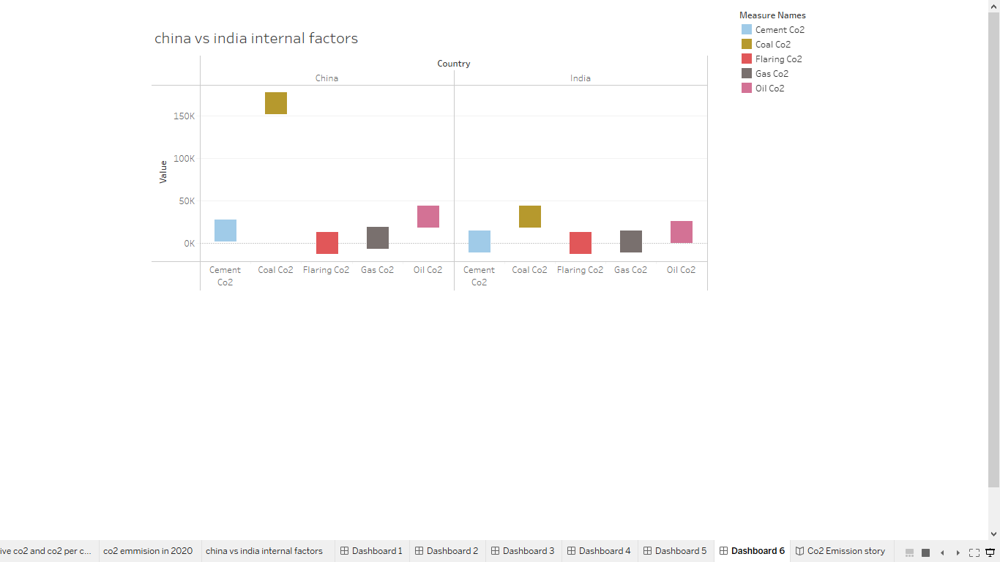 Measure Names
Cement Co2
Coal Co2
Flaring Co2
Gas Co2
Oil Co2
china vs india internal factors
Country
China India
150K
100K
50K
0K
Value
Cement Co2 Coal Co2 Flaring Co2 Gas Co2 Oil Co2 Cement Co2 Coal Co2 Flaring Co2 Gas Co2 Oil Co2
ive co2 and co2 per c... co2 emmision in 2020 china vs india internal factors Dashboard 1 Dashboard 2 Dashboard 3 Dashboard 4 Dashboard 5 Dashboard 6 Co2 Emission story